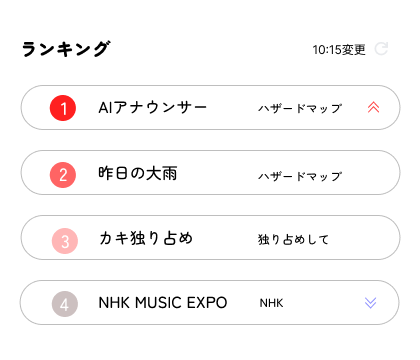 ランキング
10:15変更
1 AIアナウンサー ハザードマップ
2 昨日の大雨 ハザードマップ
3 カキ独り占め 独り占めして
4 NHK MUSIC EXPO NHK